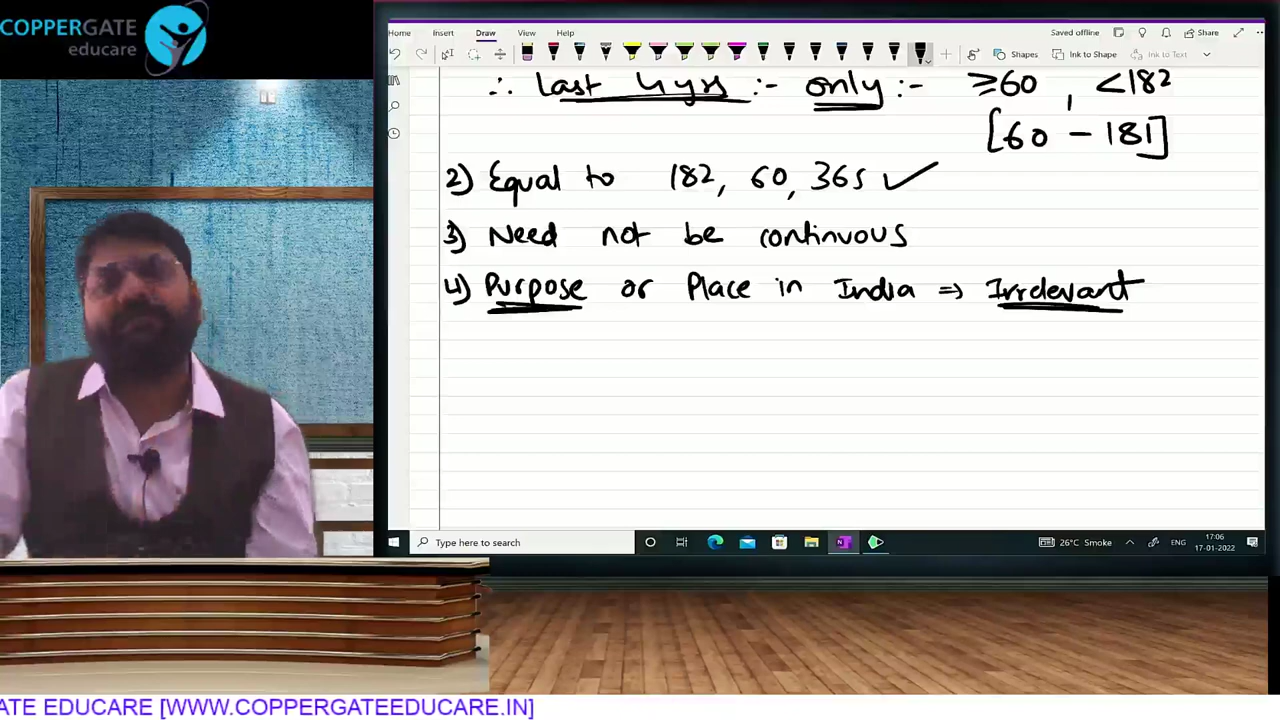 COPPERGATE
educare
Home Insert Draw View Help
Saved offline
Share
Shapes
Ink to Shape
Ink to Text
∴ last 4 yrs :- only :- ≥60 , <182
[60 - 181]
2) Equal to 182, 60, 365 ✓
3) Need not be continuous
4) Purpose or Place in India ⇒ Irrelevant
Type here to search
26°C Smoke
ENG
17:06
17-01-2022
ATE EDUCARE [WWW.COPPERGATEEDUCARE.IN]